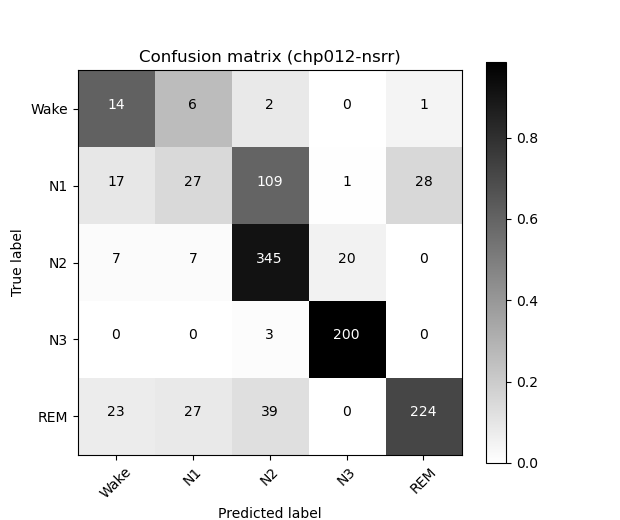 Confusion matrix (chp012-nsrr)
Wake 14 6 2 0 1
N1 17 27 109 1 28
N2 7 7 345 20 0
N3 0 0 3 200 0
REM 23 27 39 0 224
True label
Wake N1 N2 N3 REM
Predicted label
0.8
0.6
0.4
0.2
0.0